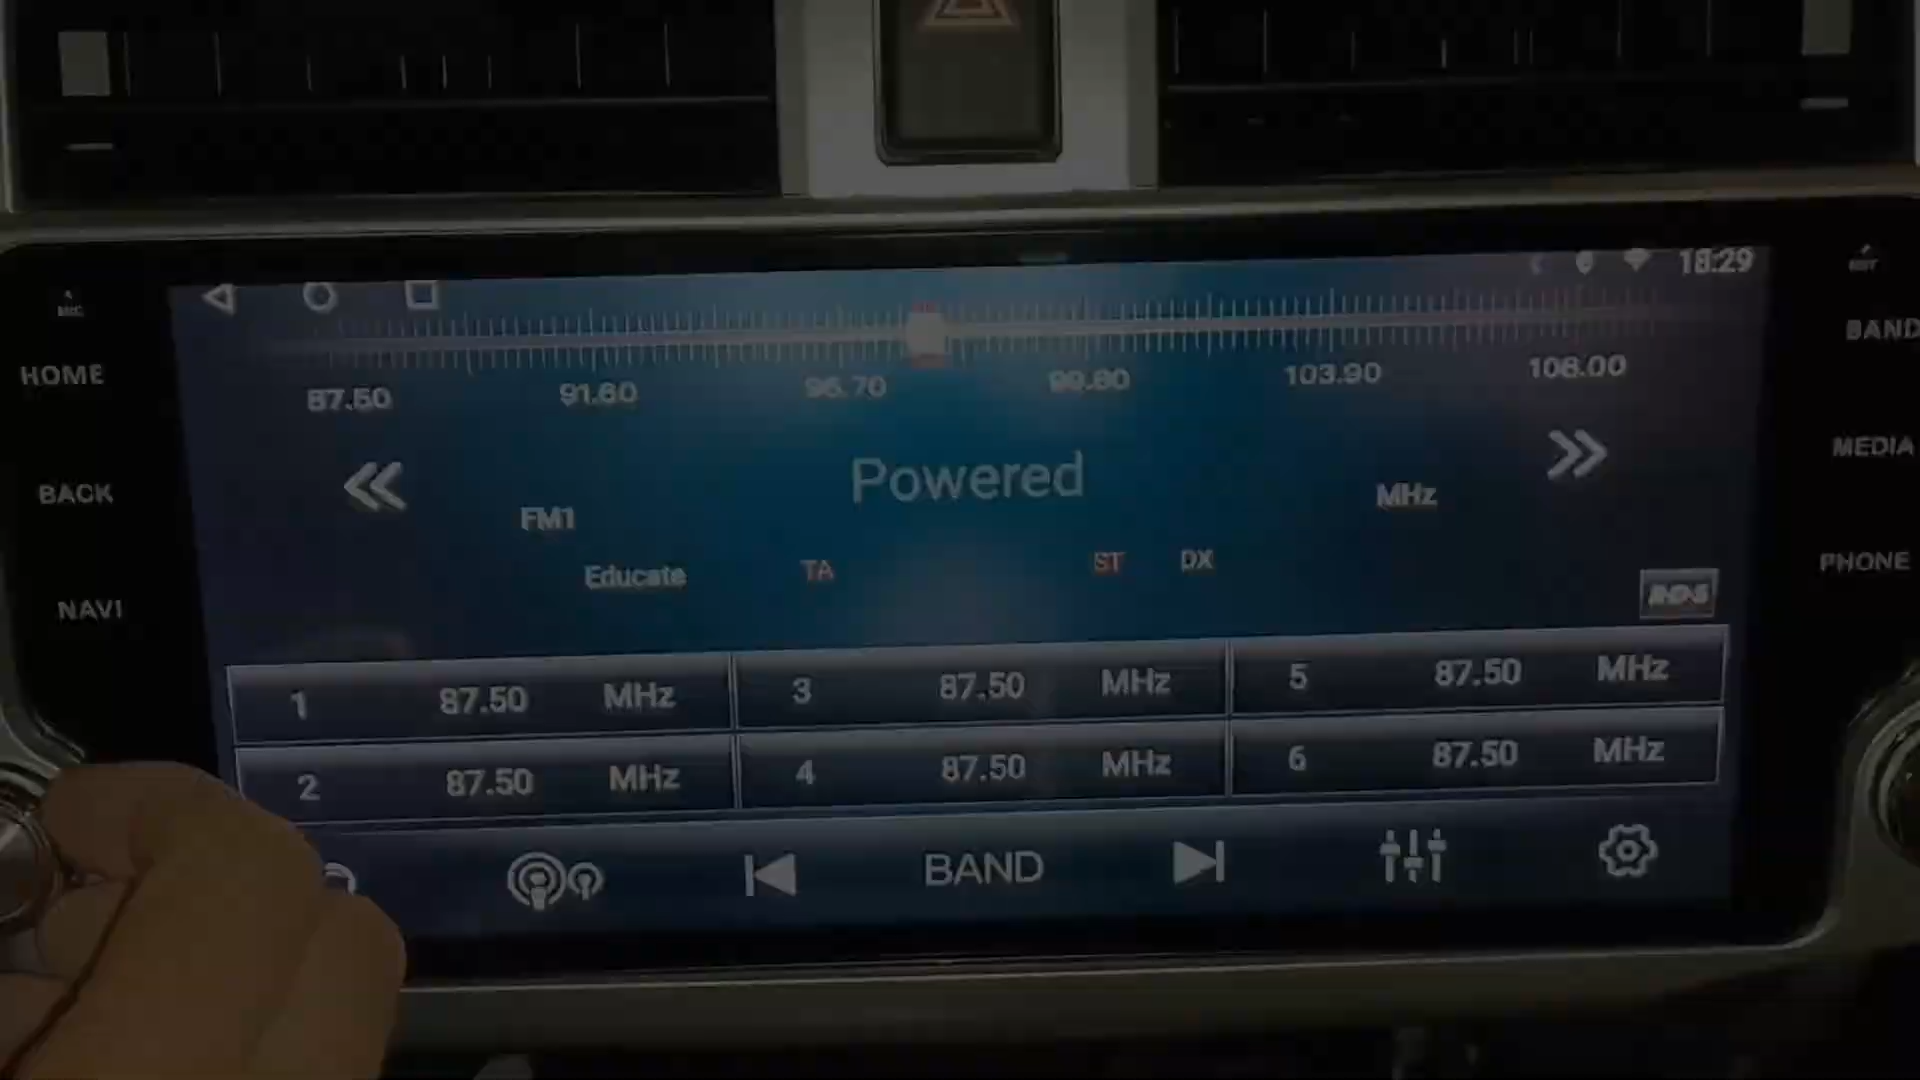 18:29
MIC
RST
HOME
BAND
87.50 91.60 95.70 99.80 103.90 108.00
MEDIA
BACK
Powered
FM1
MHz
Educate
TA
ST
DX
PHONE
NAVI
1 87.50 MHz
3 87.50 MHz
5 87.50 MHz
2 87.50 MHz
4 87.50 MHz
6 87.50 MHz
BAND